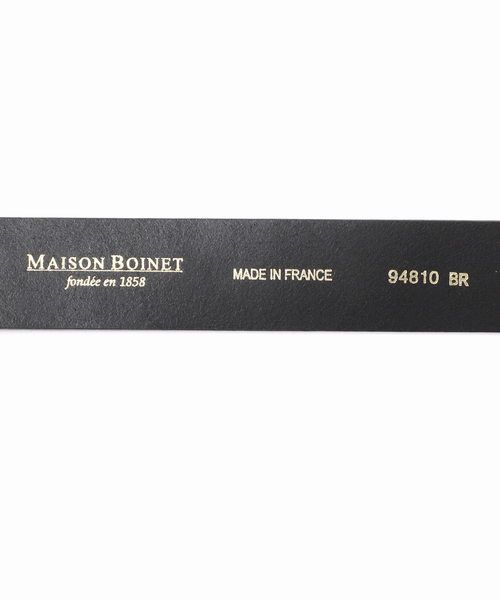 MAISON BOINET
fondée en 1858
MADE IN FRANCE
94810 BR